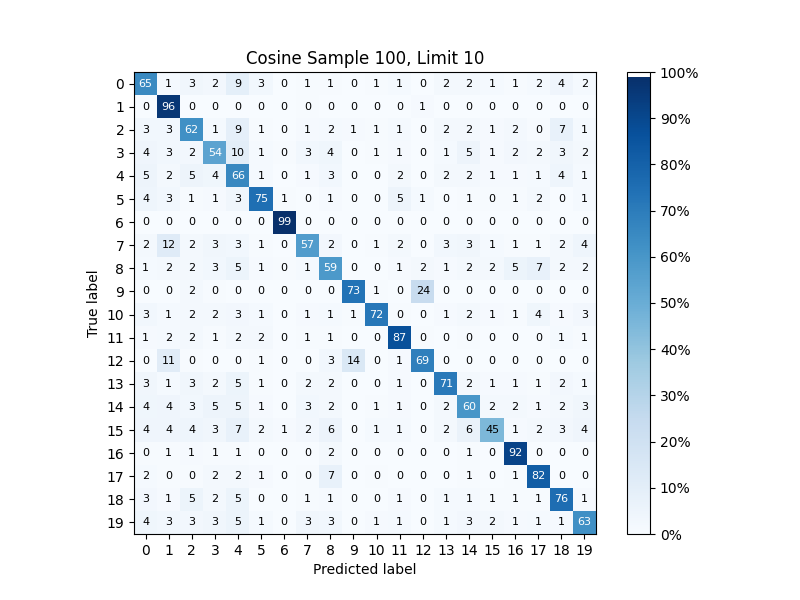 Cosine Sample 100, Limit 10
0 65 1 3 2 9 3 0 1 1 0 1 1 0 2 2 1 1 2 4 2
1 0 96 0 0 0 0 0 0 0 0 0 0 1 0 0 0 0 0 0 0
2 3 3 62 1 9 1 0 1 2 1 1 1 0 2 2 1 2 0 7 1
3 4 3 2 54 10 1 0 3 4 0 1 1 0 1 5 1 2 2 3 2
4 5 2 5 4 66 1 0 1 3 0 0 2 0 2 2 1 1 1 4 1
5 4 3 1 1 3 75 1 0 1 0 0 5 1 0 1 0 1 2 0 1
6 0 0 0 0 0 0 99 0 0 0 0 0 0 0 0 0 0 0 0 0
7 2 12 2 3 3 1 0 57 2 0 1 2 0 3 3 1 1 1 2 4
8 1 2 2 3 5 1 0 1 59 0 0 1 2 1 2 2 5 7 2 2
9 0 0 2 0 0 0 0 0 0 73 1 0 24 0 0 0 0 0 0 0
10 3 1 2 2 3 1 0 1 1 1 72 0 0 1 2 1 1 4 1 3
11 1 2 2 1 2 2 0 1 1 0 0 87 0 0 0 0 0 0 1 1
12 0 11 0 0 0 1 0 0 3 14 0 1 69 0 0 0 0 0 0 0
13 3 1 3 2 5 1 0 2 2 0 0 1 0 71 2 1 1 1 2 1
14 4 4 3 5 5 1 0 3 2 0 1 1 0 2 60 2 2 1 2 3
15 4 4 4 3 7 2 1 2 6 0 1 1 0 2 6 45 1 2 3 4
16 0 1 1 1 1 0 0 0 2 0 0 0 0 0 1 0 92 0 0 0
17 2 0 0 2 2 1 0 0 7 0 0 0 0 0 1 0 1 82 0 0
18 3 1 5 2 5 0 0 1 1 0 0 1 0 1 1 1 1 1 76 1
19 4 3 3 3 5 1 0 3 3 0 1 1 0 1 3 2 1 1 1 63
0 1 2 3 4 5 6 7 8 9 10 11 12 13 14 15 16 17 18 19
Predicted label
True label
100%
90%
80%
70%
60%
50%
40%
30%
20%
10%
0%